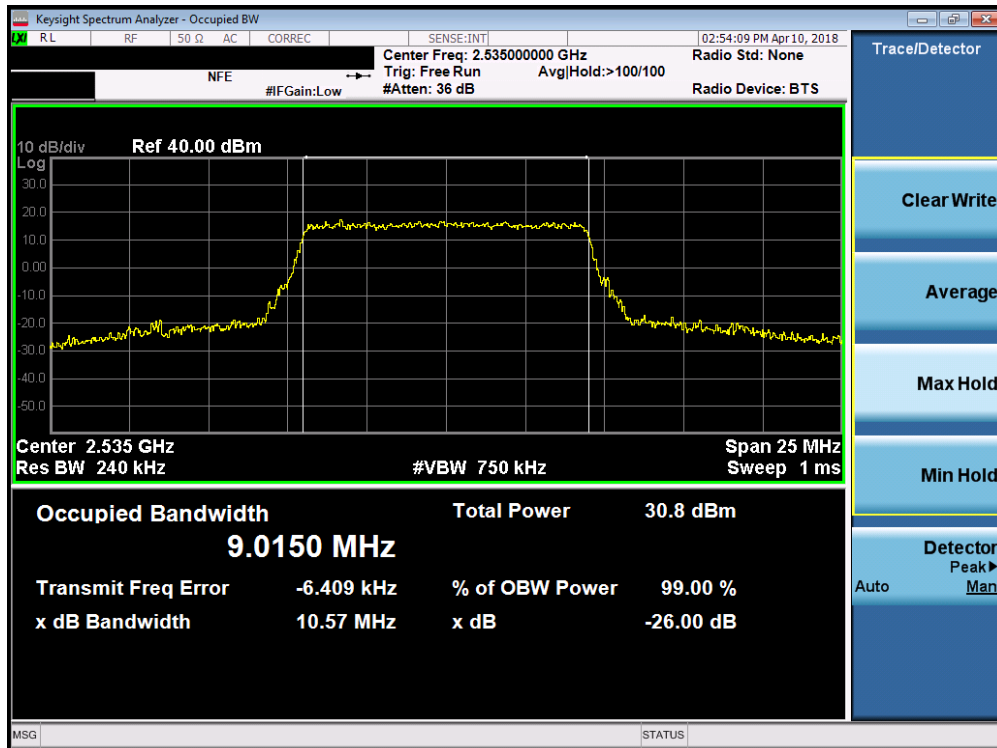 Keysight Spectrum Analyzer - Occupied BW
LXI RL RF 50 Ω AC CORREC SENSE:INT 02:54:09 PM Apr 10, 2018
Center Freq: 2.535000000 GHz Radio Std: None
NFE Trig: Free Run Avg|Hold:>100/100
#IFGain:Low #Atten: 36 dB Radio Device: BTS
10 dB/div Ref 40.00 dBm
Log
30.0
20.0
10.0
0.00
-10.0
-20.0
-30.0
-40.0
-50.0
Center 2.535 GHz Span 25 MHz
Res BW 240 kHz #VBW 750 kHz Sweep 1 ms
Occupied Bandwidth Total Power 30.8 dBm
9.0150 MHz
Transmit Freq Error -6.409 kHz % of OBW Power 99.00 %
x dB Bandwidth 10.57 MHz x dB -26.00 dB
Trace/Detector
Clear Write
Average
Max Hold
Min Hold
Detector
Peak▶
Auto Man
MSG STATUS